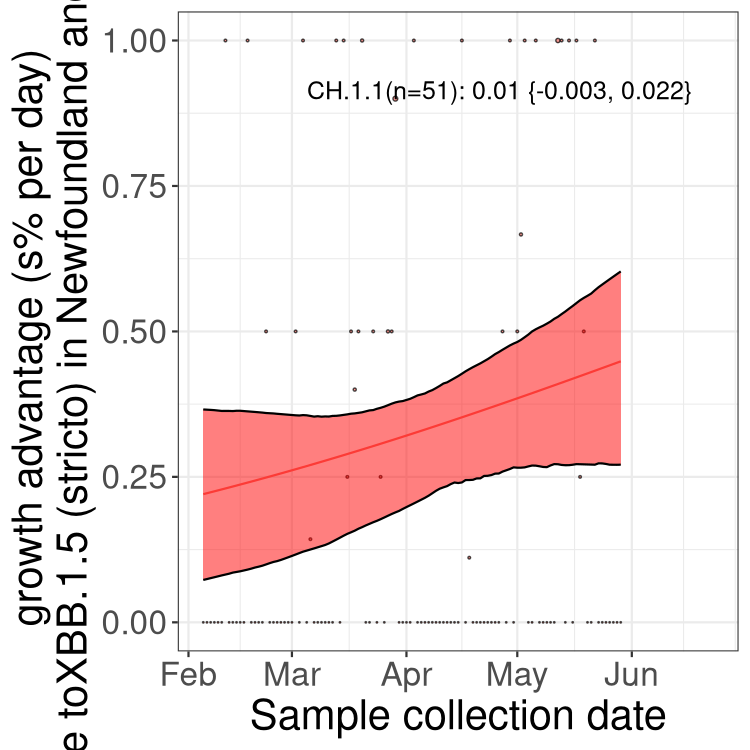 growth advantage (s% per day)
toXBB.1.5 (stricto) in Newfoundland
1.00
0.75
0.50
0.25
0.00
CH.1.1(n=51): 0.01 {-0.003, 0.022}
Feb Mar Apr May Jun
Sample collection date